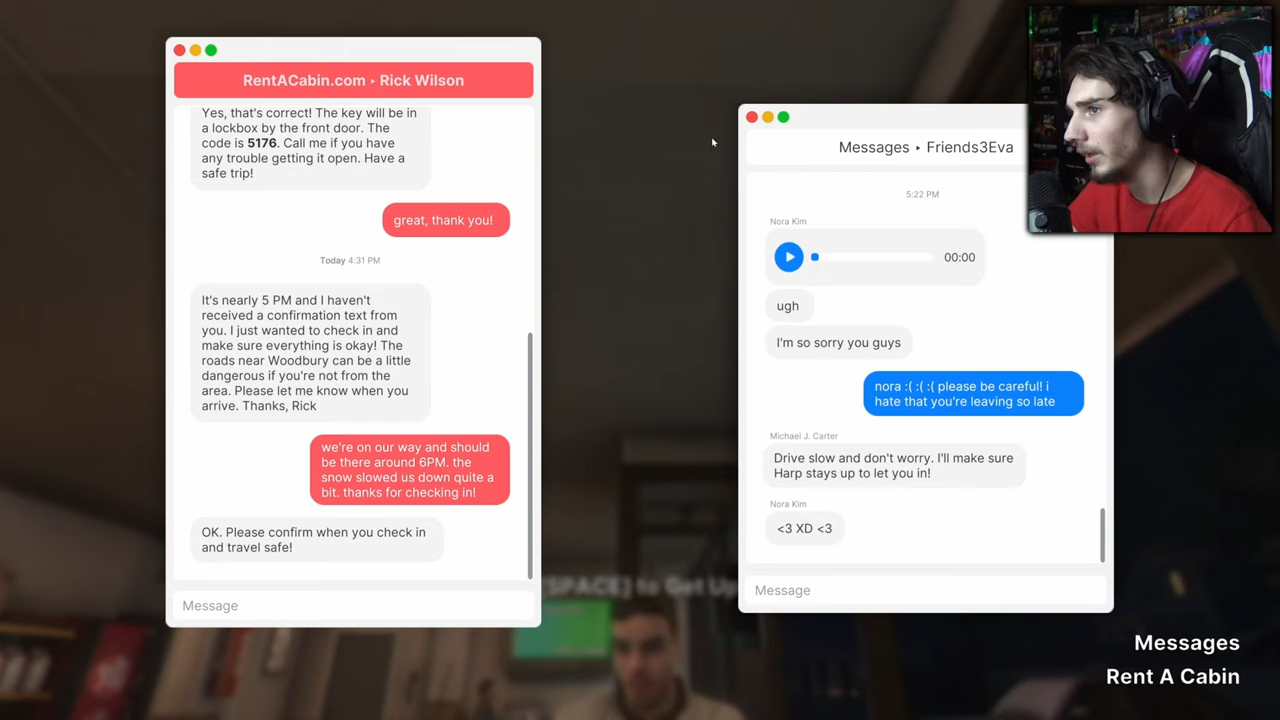 RentACabin.com ‣ Rick Wilson
Yes, that's correct! The key will be in
a lockbox by the front door. The
code is 5176. Call me if you have
any trouble getting it open. Have a
safe trip!
great, thank you!
Today 4:31 PM
It's nearly 5 PM and I haven't
received a confirmation text from
you. I just wanted to check in and
make sure everything is okay! The
roads near Woodbury can be a little
dangerous if you're not from the
area. Please let me know when you
arrive. Thanks, Rick
we're on our way and should
be there around 6PM. the
snow slowed us down quite a
bit. thanks for checking in!
OK. Please confirm when you check in
and travel safe!
Message
Messages ‣ Friends3Eva
5:22 PM
Nora Kim
00:00
ugh
I'm so sorry you guys
nora :( :( :( please be careful! i
hate that you're leaving so late
Michael J. Carter
Drive slow and don't worry. I'll make sure
Harp stays up to let you in!
Nora Kim
<3 XD <3
Message
[SPACE] to Get Up
Messages
Rent A Cabin